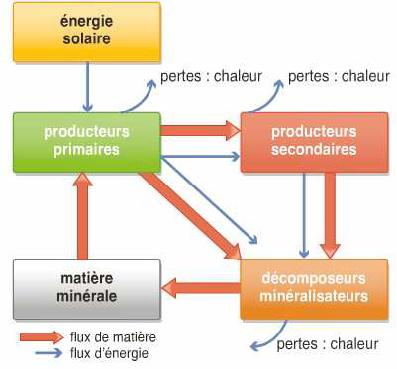 énergie
solaire
pertes : chaleur
pertes : chaleur
producteurs
primaires
producteurs
secondaires
matière
minérale
décomposeurs
minéralisateurs
flux de matière
flux d'énergie
pertes : chaleur